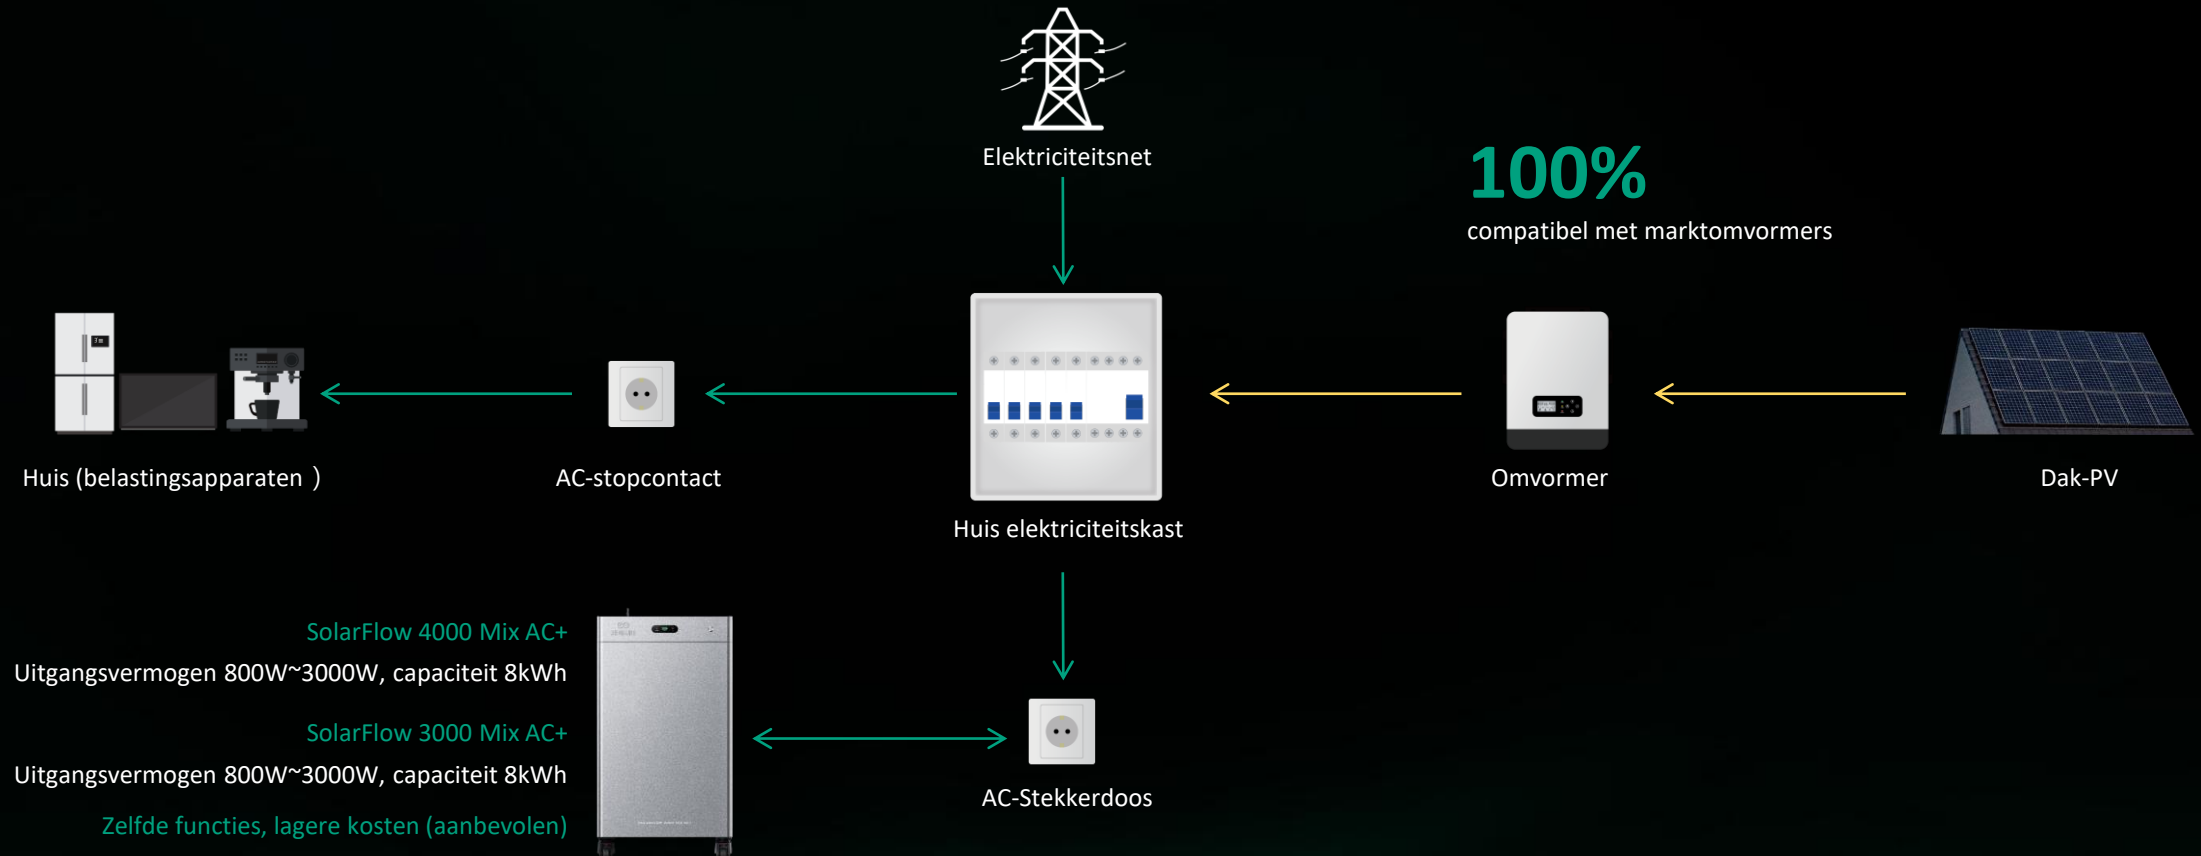 Elektriciteitsnet
100%
compatibel met marktomvormers
Huis (belastingsapparaten )
AC-stopcontact
Huis elektriciteitskast
Omvormer
Dak-PV
SolarFlow 4000 Mix AC+
Uitgangsvermogen 800W~3000W, capaciteit 8kWh
SolarFlow 3000 Mix AC+
Uitgangsvermogen 800W~3000W, capaciteit 8kWh
Zelfde functies, lagere kosten (aanbevolen)
AC-Stekkerdoos